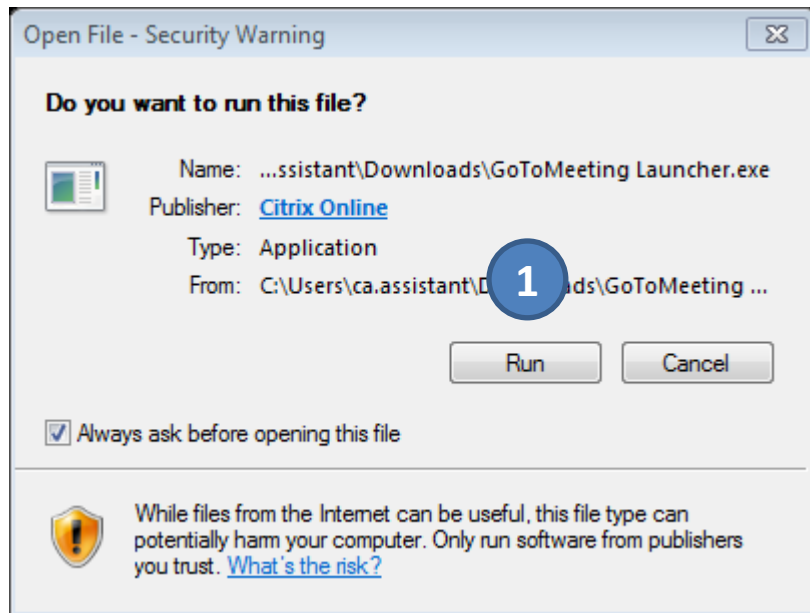 Open File - Security Warning
Do you want to run this file?
Name: ...ssistant\Downloads\GoToMeeting Launcher.exe
Publisher: Citrix Online
Type: Application
From: C:\Users\ca.assistant\D 1 ads\GoToMeeting ...
Run Cancel
Always ask before opening this file
While files from the Internet can be useful, this file type can
potentially harm your computer. Only run software from publishers
you trust. What's the risk?